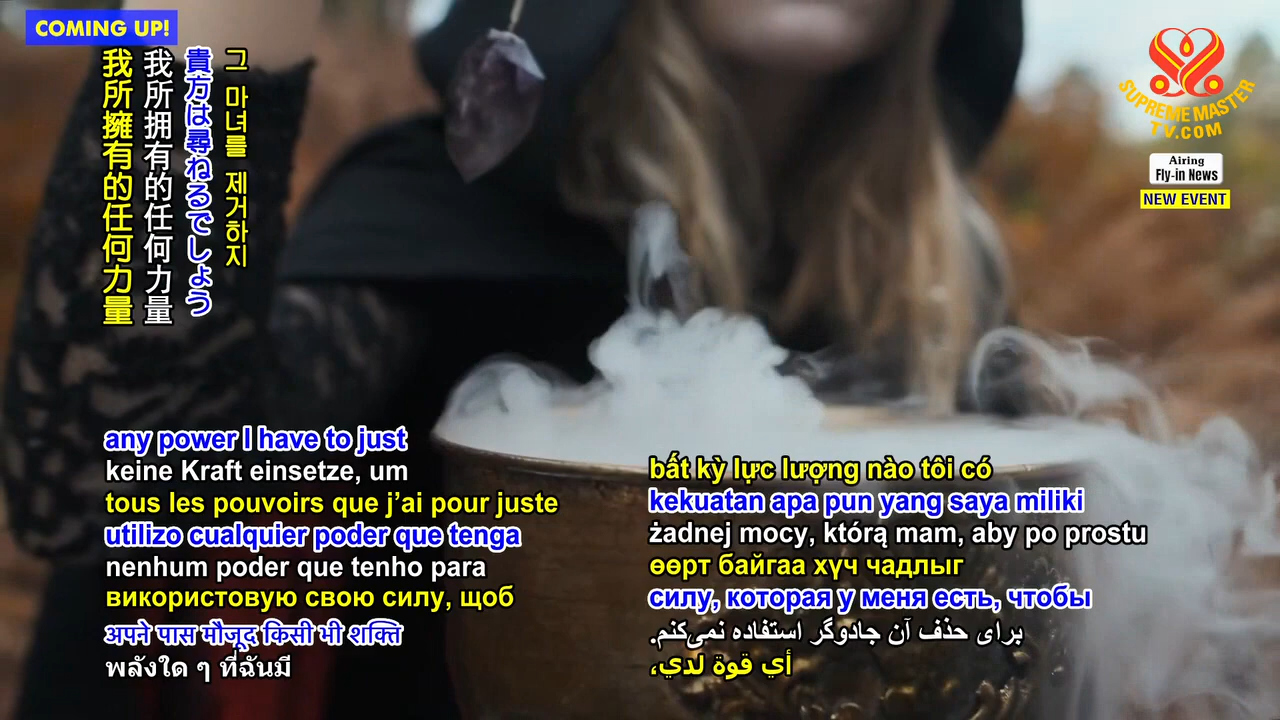 COMING UP!
我所擁有的任何力量
我所拥有的任何力量
貴方は尋ねるでしょう
그 마녀를 제거하지
SUPREME MASTER
TV.COM
Airing
Fly-in News
NEW EVENT
any power I have to just
keine Kraft einsetze, um
tous les pouvoirs que j’ai pour juste
utilizo cualquier poder que tenga
nenhum poder que tenho para
використовую свою силу, щоб
अपने पास मौजूद किसी भी शक्ति
พลังใด ๆ ที่ฉันมี
bất kỳ lực lượng nào tôi có
kekuatan apa pun yang saya miliki
żadnej mocy, którą mam, aby po prostu
өөрт байгаа хүч чадлыг
силу, которая у меня есть, чтобы
برای حذف آن جادوگر استفاده نمی‌کنم.
أي قوة لدي،